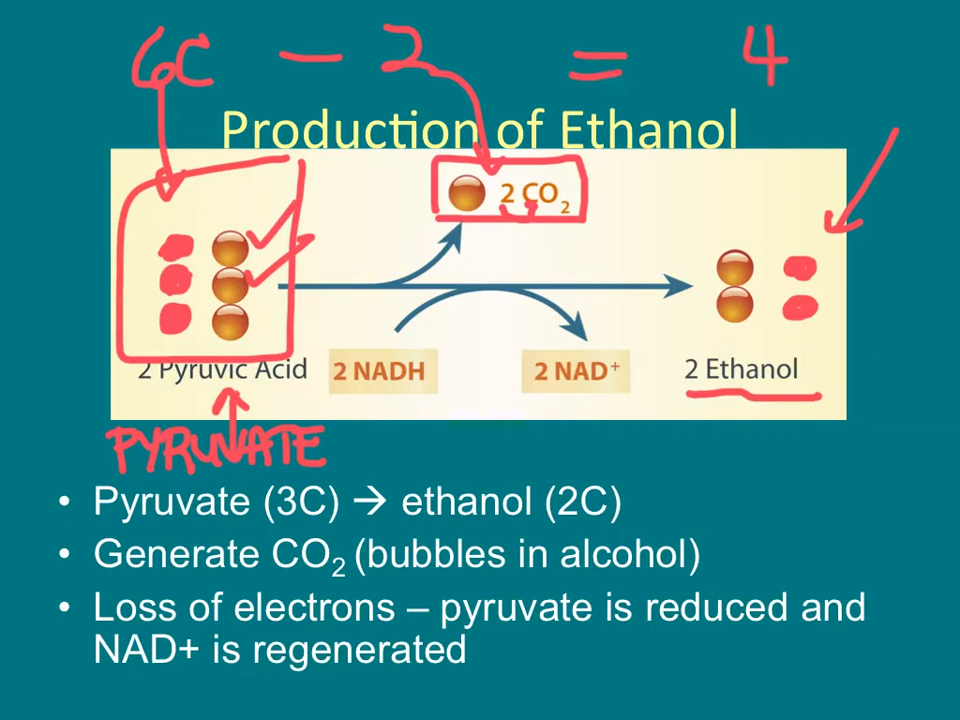 6C – 2 = 4
Production of Ethanol
2 CO₂
2 Pyruvic Acid
2 NADH
2 NAD⁺
2 Ethanol
PYRUVATE
• Pyruvate (3C) → ethanol (2C)
• Generate CO₂ (bubbles in alcohol)
• Loss of electrons – pyruvate is reduced and
NAD+ is regenerated